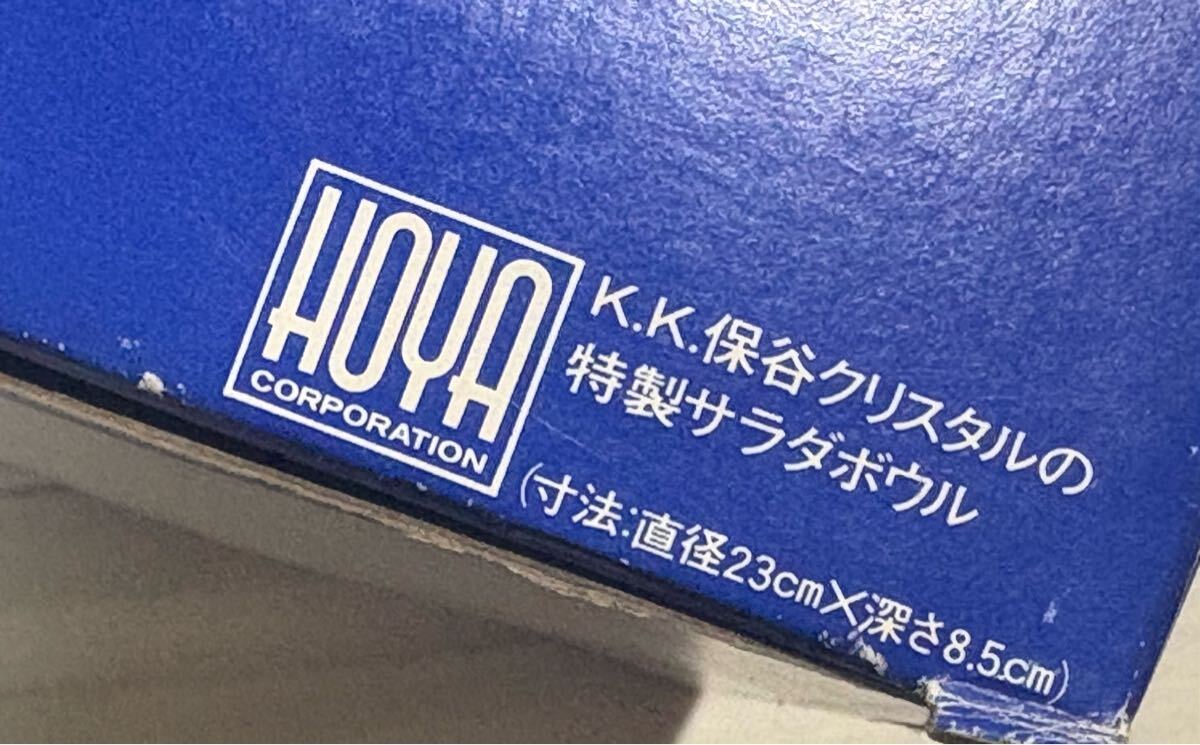 HOYA
CORPORATION
K.K.保谷クリスタルの
特製サラダボウル
(寸法:直径23cm×深さ8.5cm)